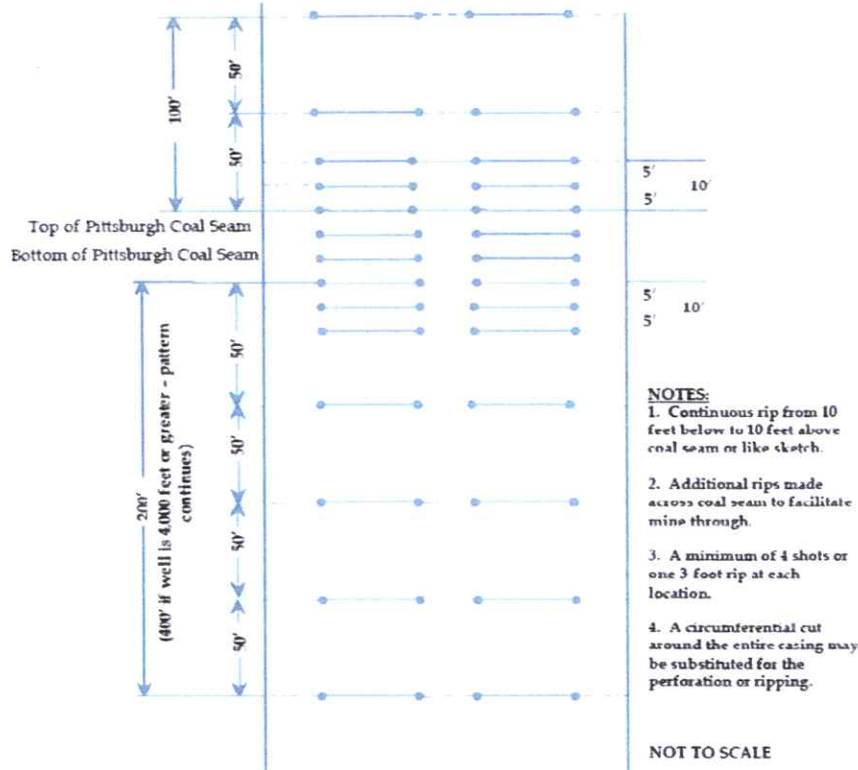 50'
100'
50'
5'
10'
5'
Top of Pittsburgh Coal Seam
Bottom of Pittsburgh Coal Seam
5'
10'
5'
50'
50'
200'
(400' if well is 4,000 feet or greater - pattern
continues)
50'
50'
NOTES:
1. Continuous rip from 10
feet below to 10 feet above
coal seam or like sketch.
2. Additional rips made
across coal seam to facilitate
mine through.
3. A minimum of 4 shots or
one 3 foot rip at each
location.
4. A circumferential cut
around the entire casing may
be substituted for the
perforation or ripping.
NOT TO SCALE